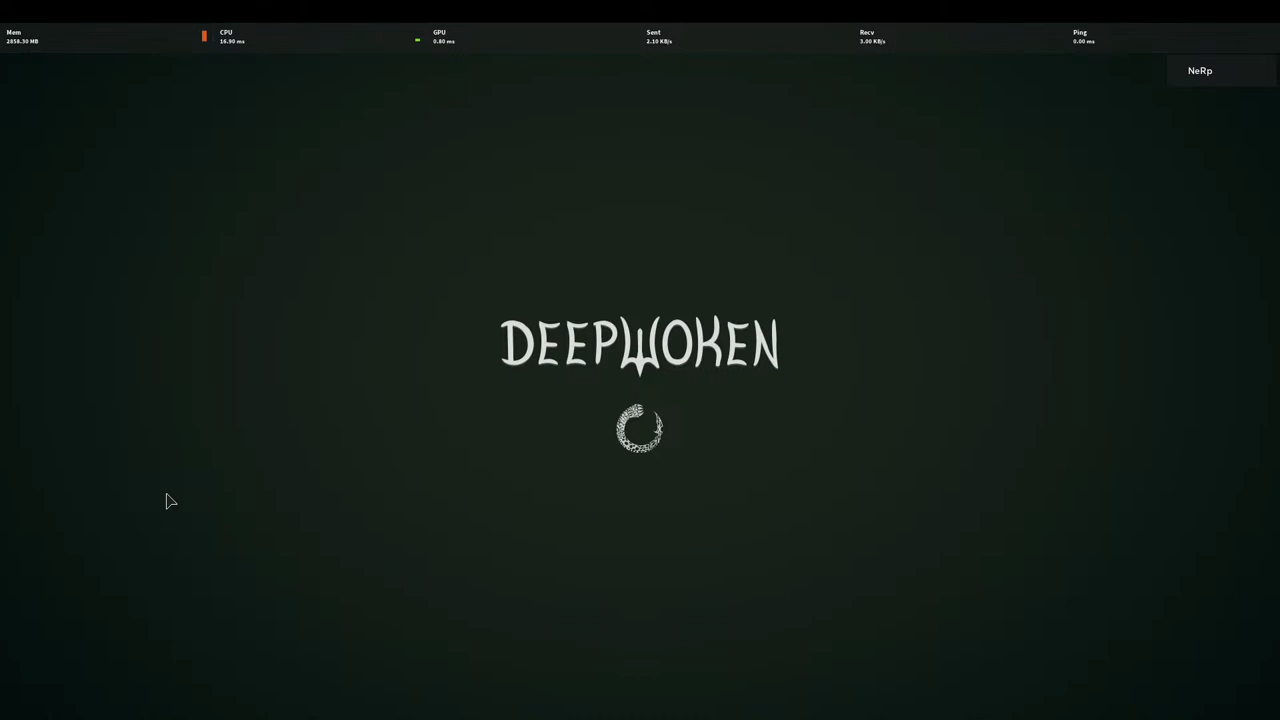 Mem CPU GPU Sent Recv Ping
2858.30 MB 16.90 ms 0.80 ms 2.10 KB/s 3.00 KB/s 0.00 ms
NeRp
DEEPWOKEN